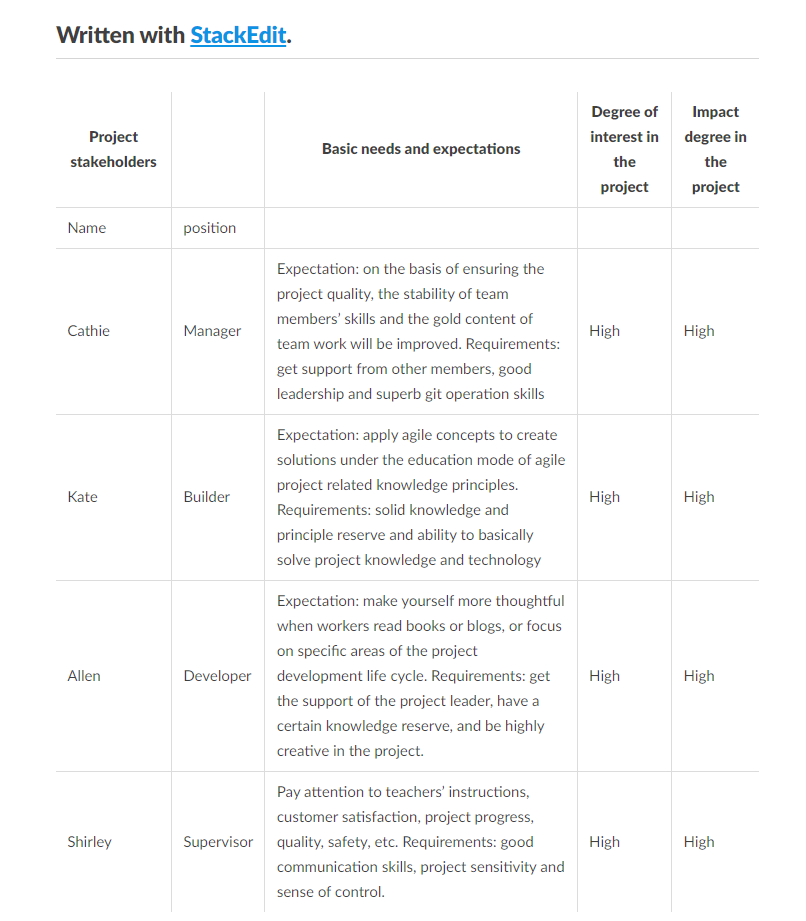 Written with StackEdit.
Project stakeholders
Basic needs and expectations
Degree of interest in the project
Impact degree in the project
Name
position
Cathie
Manager
Expectation: on the basis of ensuring the
project quality, the stability of team
members’ skills and the gold content of
team work will be improved. Requirements:
get support from other members, good
leadership and superb git operation skills
High
High
Kate
Builder
Expectation: apply agile concepts to create
solutions under the education mode of agile
project related knowledge principles.
Requirements: solid knowledge and
principle reserve and ability to basically
solve project knowledge and technology
High
High
Allen
Developer
Expectation: make yourself more thoughtful
when workers read books or blogs, or focus
on specific areas of the project
development life cycle. Requirements: get
the support of the project leader, have a
certain knowledge reserve, and be highly
creative in the project.
High
High
Shirley
Supervisor
Pay attention to teachers’ instructions,
customer satisfaction, project progress,
quality, safety, etc. Requirements: good
communication skills, project sensitivity and
sense of control.
High
High